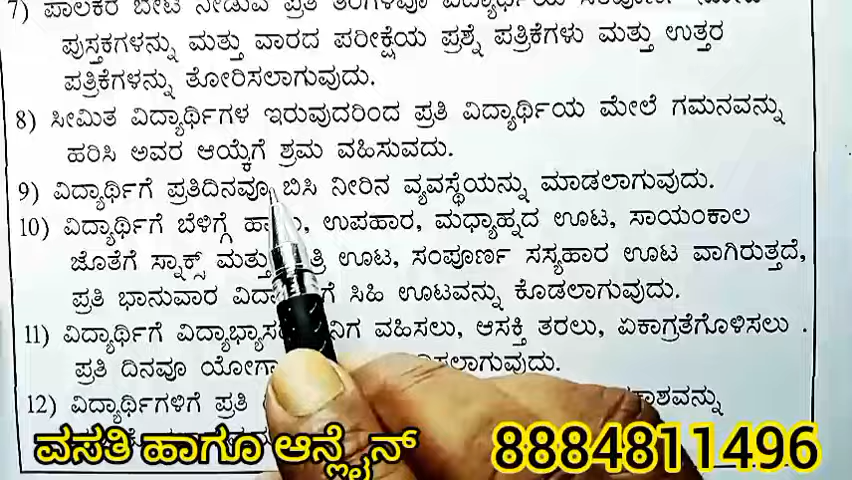 7) ಪಾಲಕರ ಭೇಟಿ ನೀಡುವ ಪ್ರತಿ ವಿದ್ಯಾರ್ಥಿಯ ಸಂಪೂರ್ಣ
ಪುಸ್ತಕಗಳನ್ನು ಮತ್ತು ವಾರದ ಪರೀಕ್ಷೆಯ ಪ್ರಶ್ನೆ ಪತ್ರಿಕೆಗಳು ಮತ್ತು ಉತ್ತರ
ಪತ್ರಿಕೆಗಳನ್ನು ತೋರಿಸಲಾಗುವುದು.
8) ಸೀಮಿತ ವಿದ್ಯಾರ್ಥಿಗಳ ಇರುವುದರಿಂದ ಪ್ರತಿ ವಿದ್ಯಾರ್ಥಿಯ ಮೇಲೆ ಗಮನವನ್ನು
ಹರಿಸಿ ಅವರ ಆಯ್ಕೆಗೆ ಶ್ರಮ ವಹಿಸುವದು.
9) ವಿದ್ಯಾರ್ಥಿಗೆ ಪ್ರತಿದಿನವೂ ಬಿಸಿ ನೀರಿನ ವ್ಯವಸ್ಥೆಯನ್ನು ಮಾಡಲಾಗುವುದು.
10) ವಿದ್ಯಾರ್ಥಿಗೆ ಬೆಳಿಗ್ಗೆ ಉಪಹಾರ, ಮಧ್ಯಾಹ್ನದ ಊಟ, ಸಾಯಂಕಾಲ
ಜೊತೆಗೆ ಸ್ನಾಕ್ಸ್ ಮತ್ತು ಊಟ, ಸಂಪೂರ್ಣ ಸಸ್ಯಹಾರ ಊಟ ವಾಗಿರುತ್ತದೆ,
ಪ್ರತಿ ಭಾನುವಾರ ಸಿಹಿ ಊಟವನ್ನು ಕೊಡಲಾಗುವುದು.
11) ವಿದ್ಯಾರ್ಥಿಗೆ ವಹಿಸಲು, ಆಸಕ್ತಿ ತರಲು, ಏಕಾಗ್ರತೆಗೊಳಿಸಲು .
ಪ್ರತಿ ದಿನವೂ
12) ವಿದ್ಯಾರ್ಥಿಗಳಿಗೆ ಪ್ರತಿ
ವಸತಿ ಹಾಗೂ ಆನ್ಲೈನ್ 8884811496